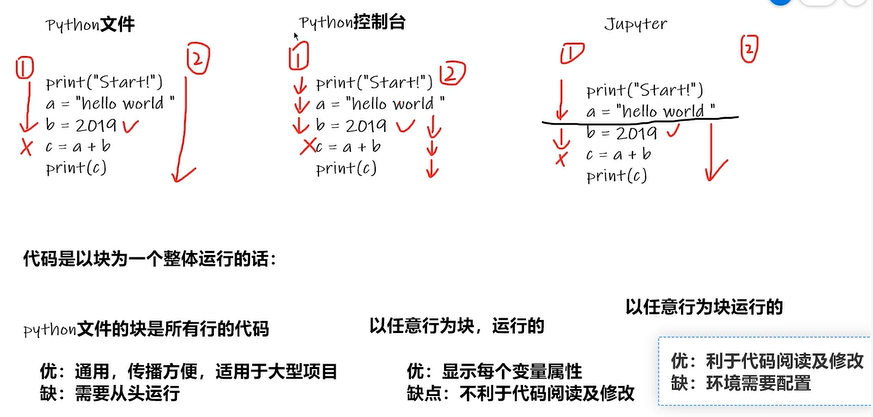 Python文件
① ②
print("Start!")
a = "hello world "
b = 2019 ✓
× c = a + b
print(c)
Python控制台
① ②
print("Start!")
a = "hello world "
b = 2019 ✓
× c = a + b
print(c)
Jupyter
① ②
print("Start!")
a = "hello world "
b = 2019 ✓
× c = a + b
print(c)
代码是以块为一个整体运行的话：
python文件的块是所有行的代码
优：通用，传播方便，适用于大型项目
缺：需要从头运行
以任意行为块，运行的
优：显示每个变量属性
缺点：不利于代码阅读及修改
以任意行为块运行的
优：利于代码阅读及修改
缺：环境需要配置